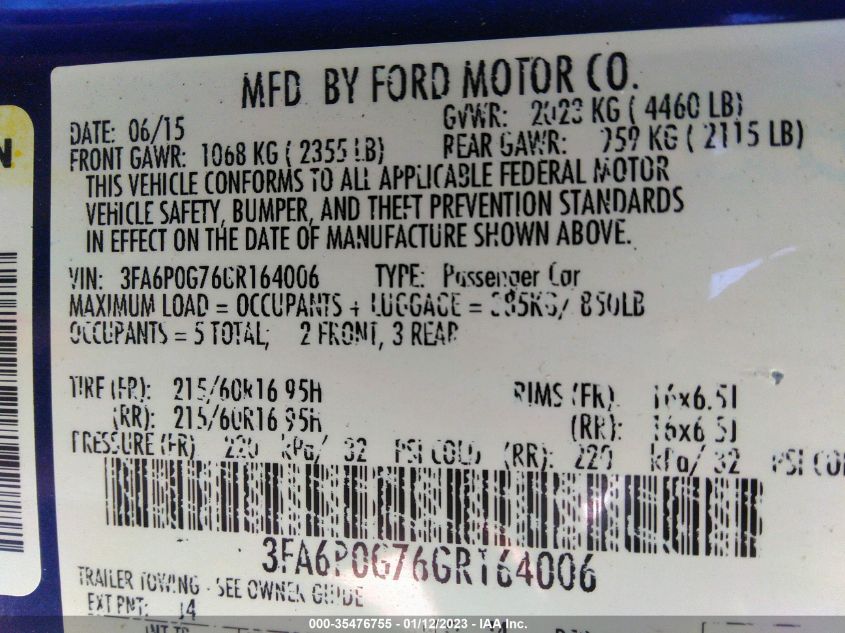 MFD BY FORD MOTOR CO.
DATE: 06/15 GVWR: 2023 KG ( 4460 LB)
FRONT GAWR: 1068 KG ( 2355 LB) REAR GAWR: 959 KG ( 2115 LB)
THIS VEHICLE CONFORMS TO ALL APPLICABLE FEDERAL MOTOR
VEHICLE SAFETY, BUMPER, AND THEFT PREVENTION STANDARDS
IN EFFECT ON THE DATE OF MANUFACTURE SHOWN ABOVE.
VIN: 3FA6P0G76GR164006 TYPE: Passenger Car
MAXIMUM LOAD = OCCUPANTS + LUGGAGE = 385KG/ 850LB
OCCUPANTS = 5 TOTAL; 2 FRONT, 3 REAR
TIRE (FR): 215/60R16 95H RIMS (FR): 16x6.5J
(RR): 215/60R16 95H (RR): 16x6.5J
PRESSURE (FR) 220 kPa/ 32 PSI COLD (RR): 220 kPa/ 32 PSI COL
3FA6P0G76GR164006
TRAILER TOWING - SEE OWNER GUIDE
EXT PNT: J4
INT TR
000-35476755 - 01/12/2023 - IAA Inc.